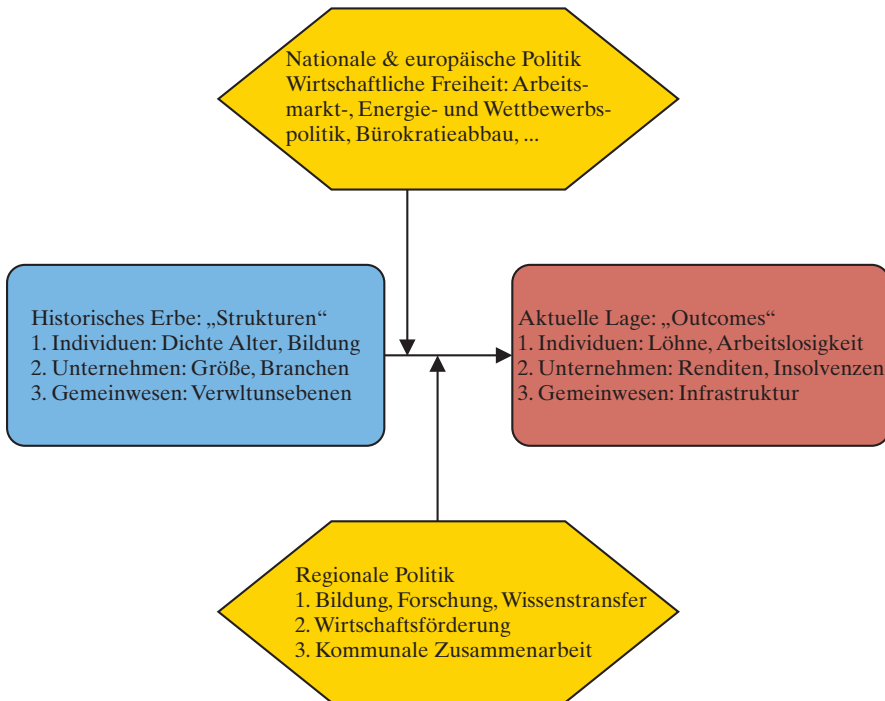 Nationale & europäische Politik
Wirtschaftliche Freiheit: Arbeits-
markt-, Energie- und Wettbewerbs-
politik, Bürokratieabbau, ...
Historisches Erbe: „Strukturen“
1. Individuen: Dichte Alter, Bildung
2. Unternehmen: Größe, Branchen
3. Gemeinwesen: Verwltunsebenen
Aktuelle Lage: „Outcomes“
1. Individuen: Löhne, Arbeitslosigkeit
2. Unternehmen: Renditen, Insolvenzen
3. Gemeinwesen: Infrastruktur
Regionale Politik
1. Bildung, Forschung, Wissenstransfer
2. Wirtschaftsförderung
3. Kommunale Zusammenarbeit